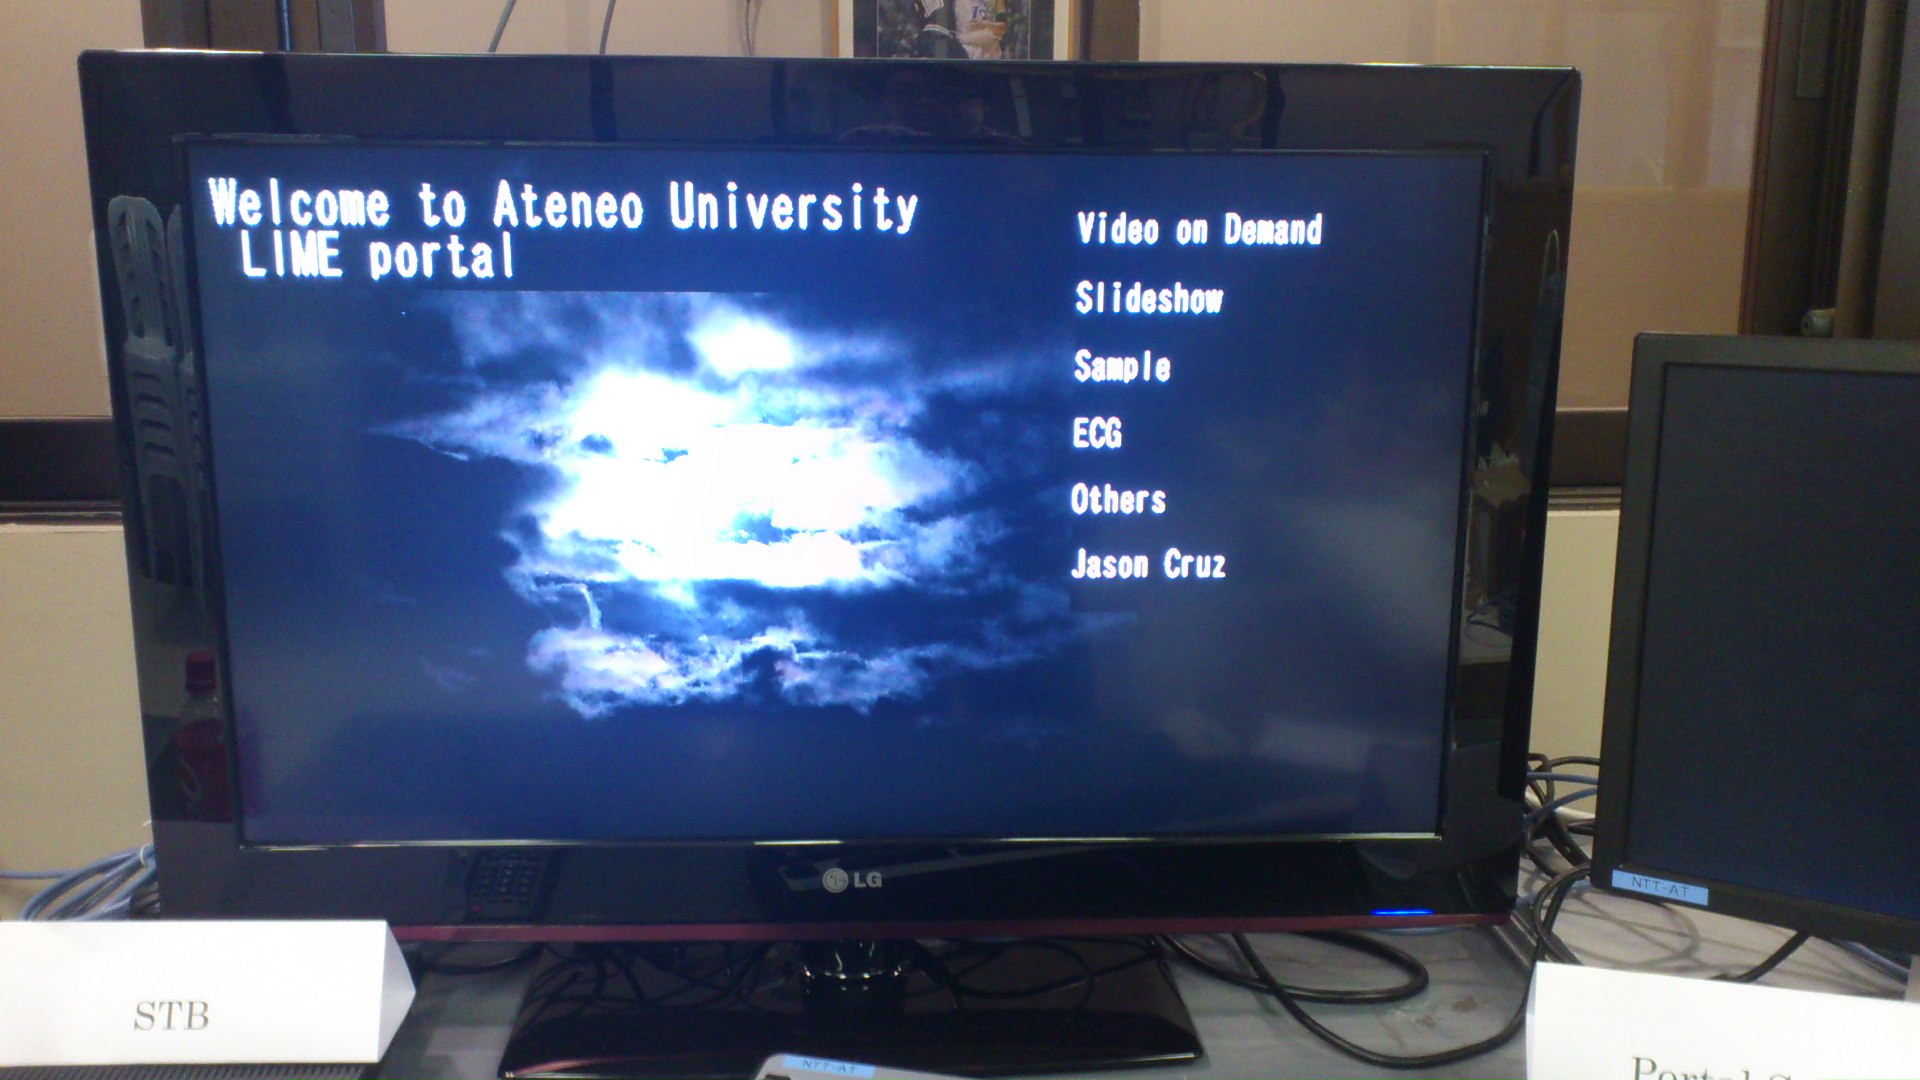 Welcome to Ateneo University
LIME portal
Video on Demand
Slideshow
Sample
ECG
Others
Jason Cruz
LG
NTT-AT
STB
NTT-AT
Portal